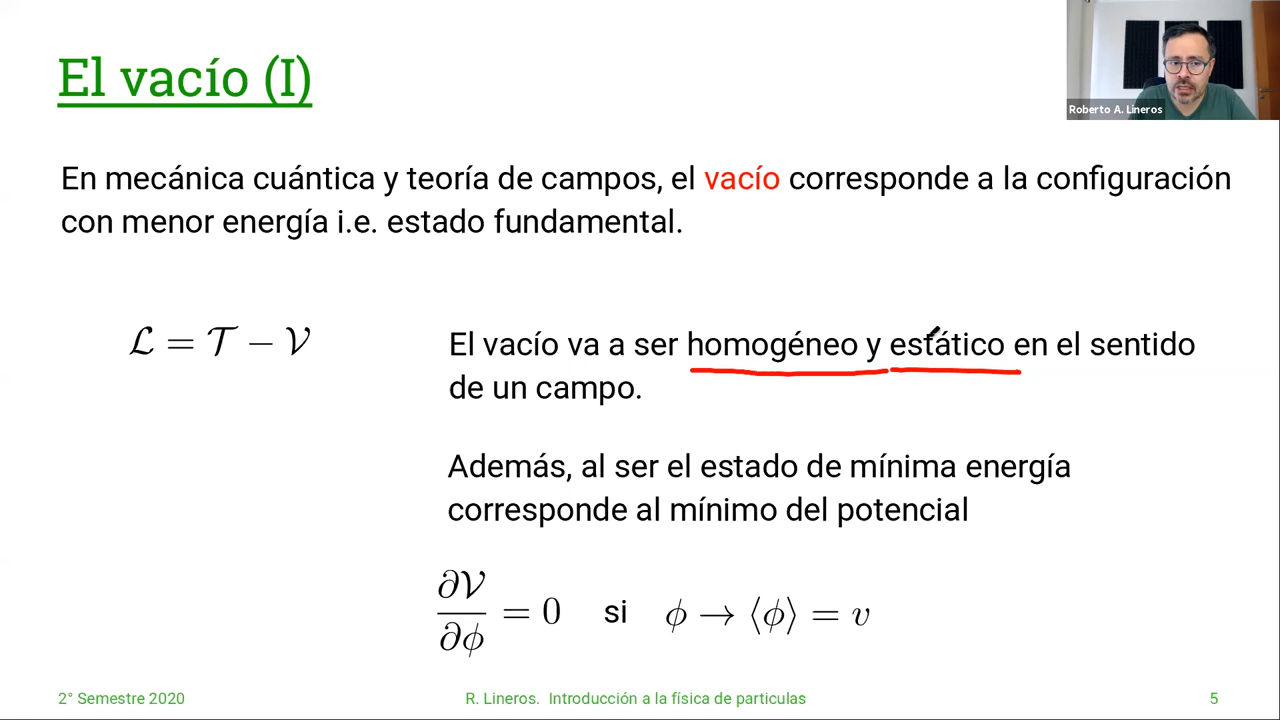 El vacío (I)
Roberto A. Lineros
En mecánica cuántica y teoría de campos, el vacío corresponde a la configuración
con menor energía i.e. estado fundamental.
ℒ = 𝒯 − 𝒱
El vacío va a ser homogéneo y estático en el sentido
de un campo.
Además, al ser el estado de mínima energía
corresponde al mínimo del potencial
∂𝒱/∂ϕ = 0 si ϕ → ⟨ϕ⟩ = v
2° Semestre 2020
R. Lineros. Introducción a la física de particulas
5